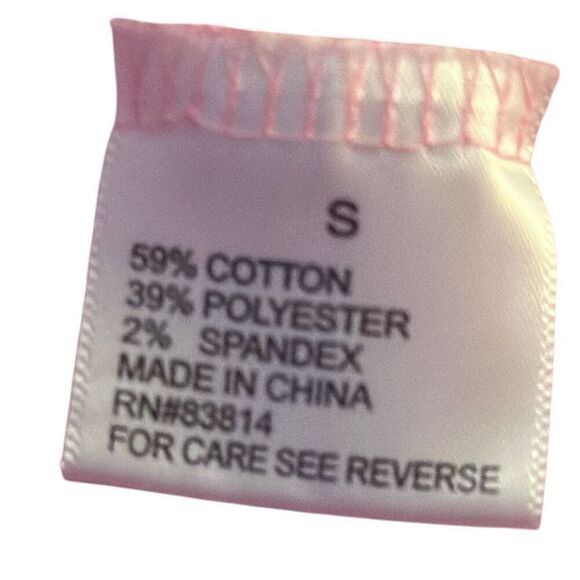 S
59% COTTON
39% POLYESTER
2% SPANDEX
MADE IN CHINA
RN#83814
FOR CARE SEE REVERSE